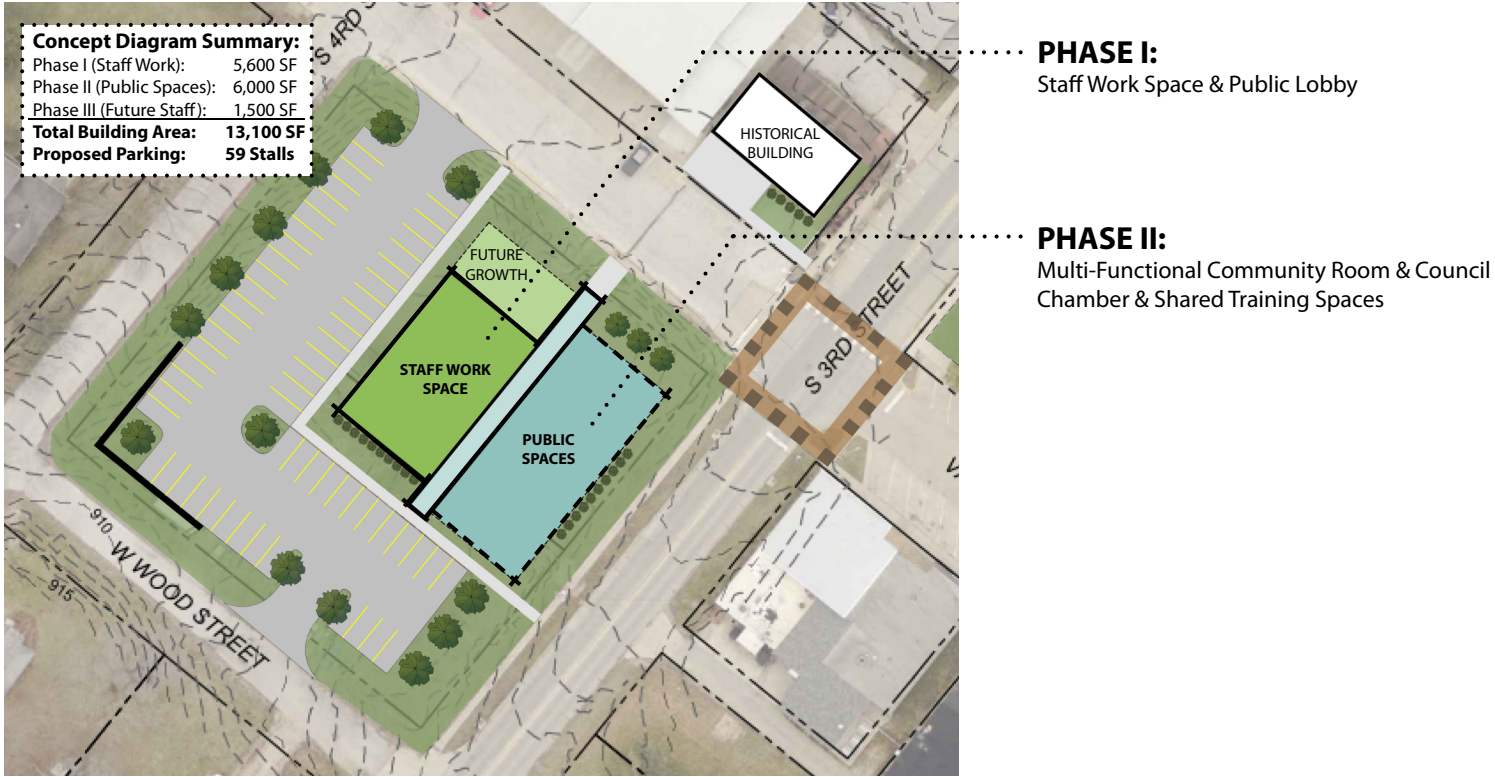 Concept Diagram Summary:
Phase I (Staff Work): 5,600 SF
Phase II (Public Spaces): 6,000 SF
Phase III (Future Staff): 1,500 SF
Total Building Area: 13,100 SF
Proposed Parking: 59 Stalls
S 4RD
HISTORICAL
BUILDING
FUTURE
GROWTH
STAFF WORK
SPACE
PUBLIC
SPACES
S 3RD STREET
W WOOD STREET
910
915
PHASE I:
Staff Work Space & Public Lobby
PHASE II:
Multi-Functional Community Room & Council
Chamber & Shared Training Spaces